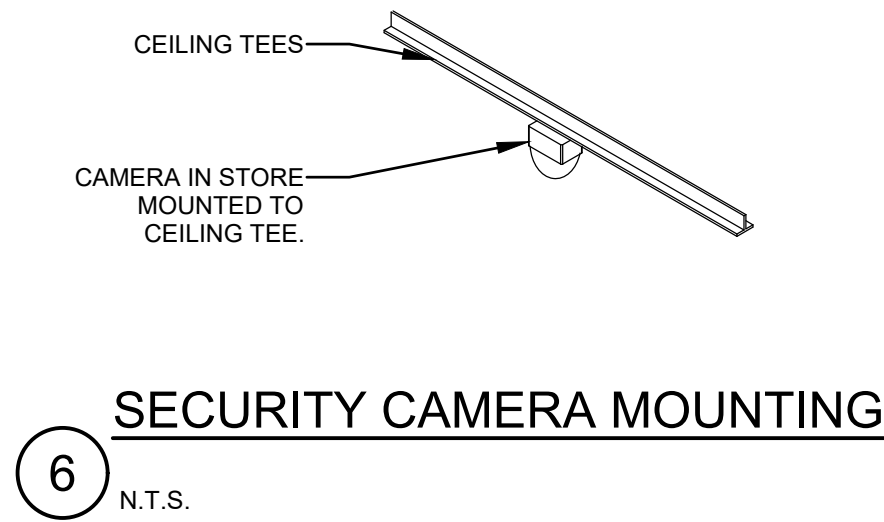 CEILING TEES
CAMERA IN STORE
MOUNTED TO
CEILING TEE.
SECURITY CAMERA MOUNTING
6
N.T.S.